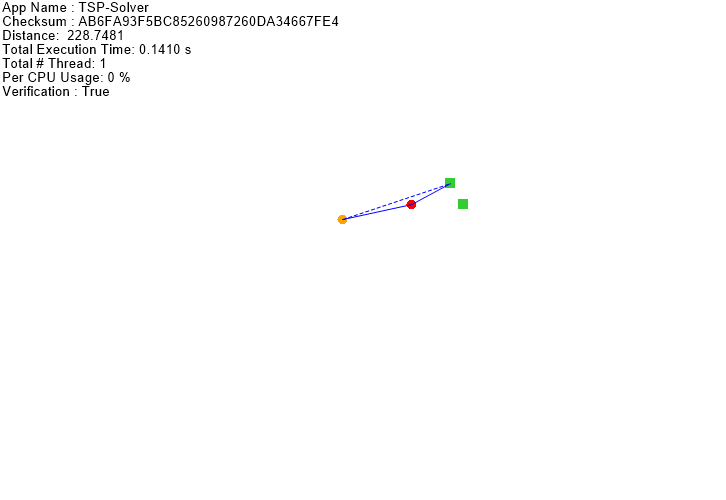 App Name : TSP-Solver
Checksum : AB6FA93F5BC85260987260DA34667FE4
Distance:  228.7481
Total Execution Time: 0.1410 s
Total # Thread: 1
Per CPU Usage: 0 %
Verification : True